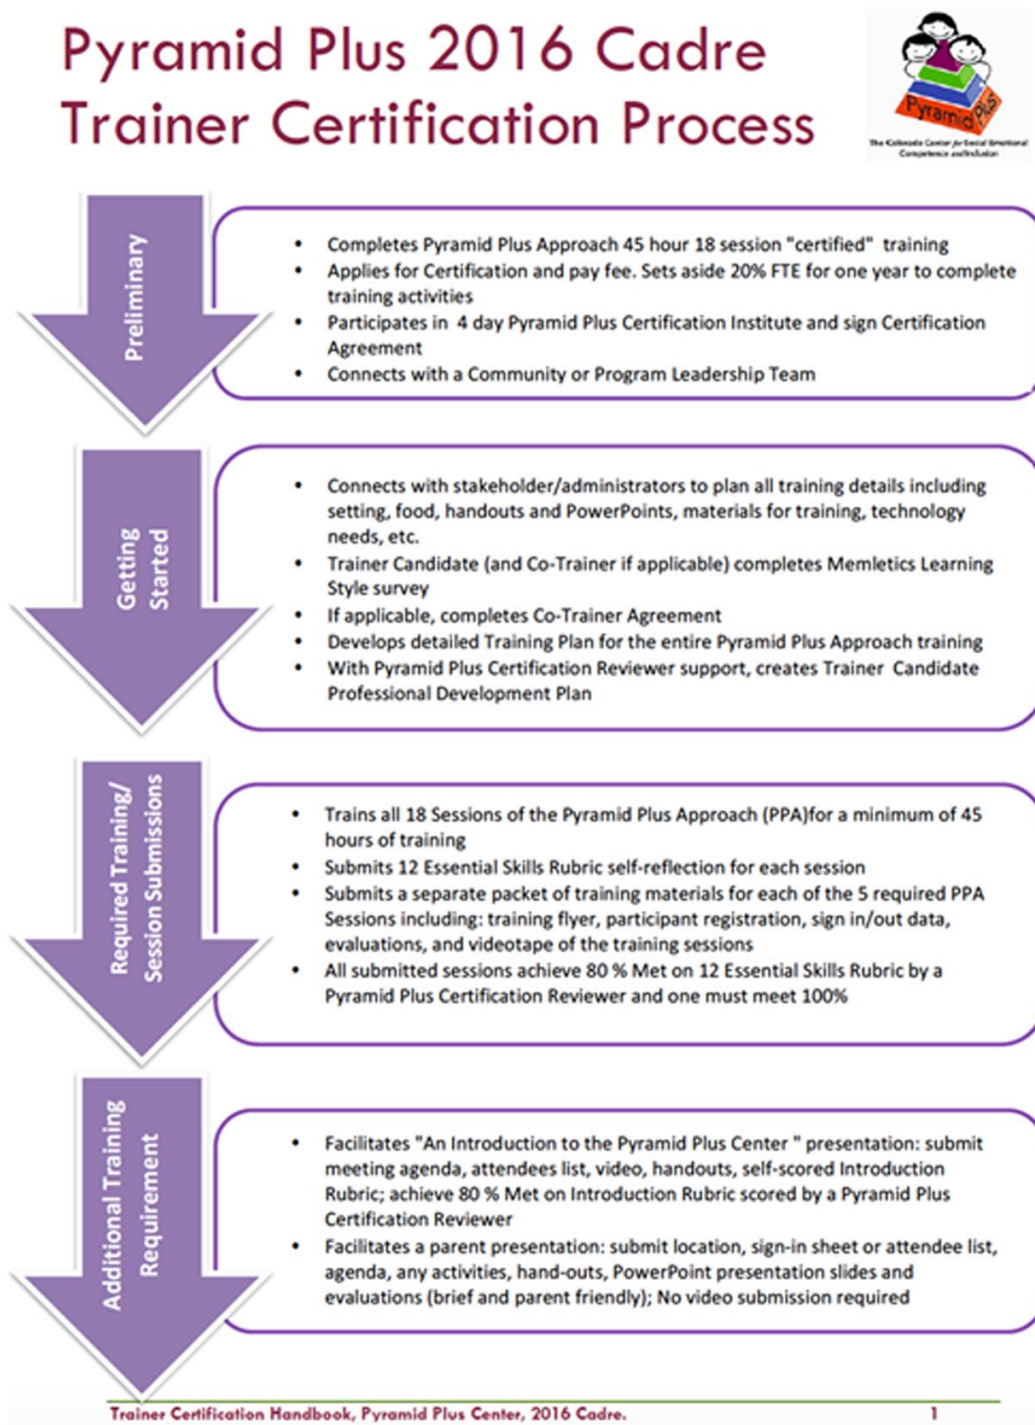 Pyramid Plus 2016 Cadre
Trainer Certification Process
Pyramid Plus
The Colorado Center for Social Emotional
Competence and Inclusion
Preliminary
• Completes Pyramid Plus Approach 45 hour 18 session "certified" training
• Applies for Certification and pay fee. Sets aside 20% FTE for one year to complete
training activities
• Participates in 4 day Pyramid Plus Certification Institute and sign Certification
Agreement
• Connects with a Community or Program Leadership Team
Getting
Started
• Connects with stakeholder/administrators to plan all training details including
setting, food, handouts and PowerPoints, materials for training, technology
needs, etc.
• Trainer Candidate (and Co-Trainer if applicable) completes Memletics Learning
Style survey
• If applicable, completes Co-Trainer Agreement
• Develops detailed Training Plan for the entire Pyramid Plus Approach training
• With Pyramid Plus Certification Reviewer support, creates Trainer Candidate
Professional Development Plan
Required Training/
Session Submissions
• Trains all 18 Sessions of the Pyramid Plus Approach (PPA)for a minimum of 45
hours of training
• Submits 12 Essential Skills Rubric self-reflection for each session
• Submits a separate packet of training materials for each of the 5 required PPA
Sessions including: training flyer, participant registration, sign in/out data,
evaluations, and videotape of the training sessions
• All submitted sessions achieve 80 % Met on 12 Essential Skills Rubric by a
Pyramid Plus Certification Reviewer and one must meet 100%
Additional Training
Requirement
• Facilitates "An Introduction to the Pyramid Plus Center " presentation: submit
meeting agenda, attendees list, video, handouts, self-scored Introduction
Rubric; achieve 80 % Met on Introduction Rubric scored by a Pyramid Plus
Certification Reviewer
• Facilitates a parent presentation: submit location, sign-in sheet or attendee list,
agenda, any activities, hand-outs, PowerPoint presentation slides and
evaluations (brief and parent friendly); No video submission required
Trainer Certification Handbook, Pyramid Plus Center, 2016 Cadre. 1